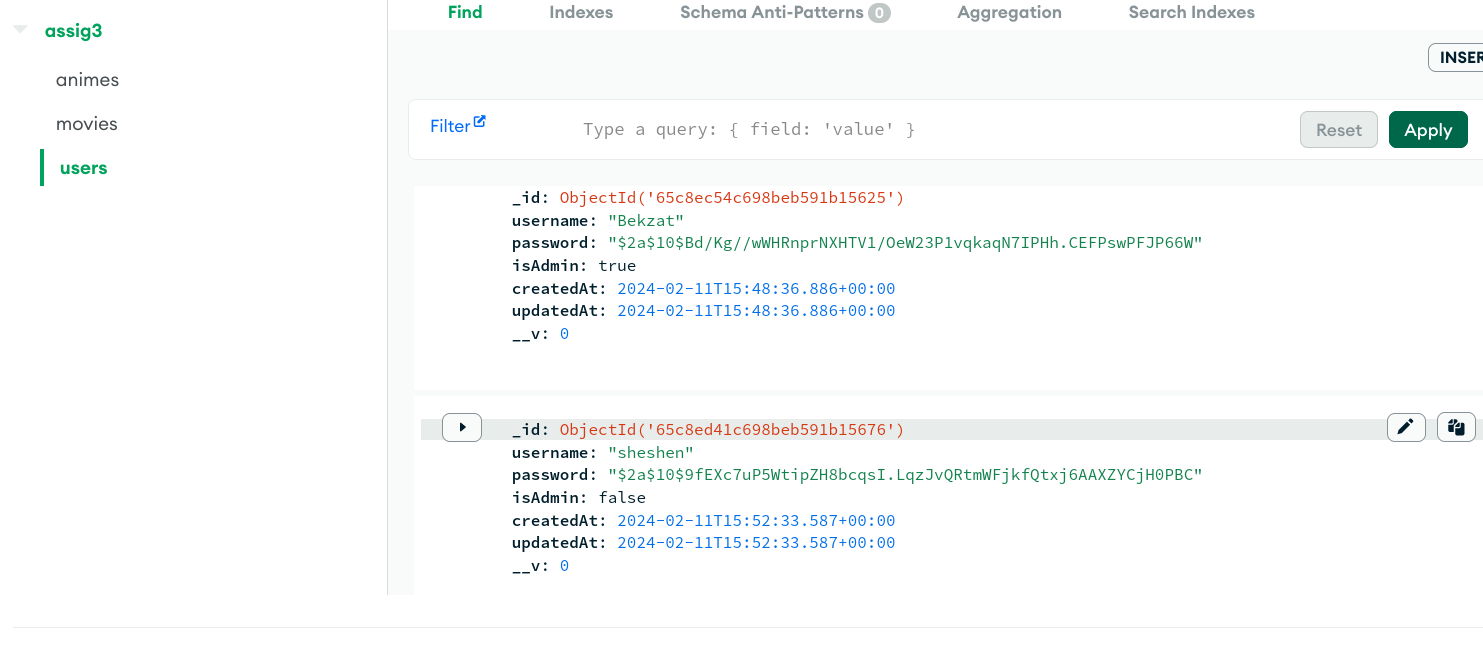 assig3
animes
movies
users
Find Indexes Schema Anti-Patterns 0 Aggregation Search Indexes
INSER
Filter Type a query: { field: 'value' } Reset Apply
_id: ObjectId('65c8ec54c698beb591b15625')
username: "Bekzat"
password: "$2a$10$Bd/Kg//wWHRnprNXHTV1/OeW23P1vqkaqN7IPHh.CEFPswPFJP66W"
isAdmin: true
createdAt: 2024-02-11T15:48:36.886+00:00
updatedAt: 2024-02-11T15:48:36.886+00:00
__v: 0
_id: ObjectId('65c8ed41c698beb591b15676')
username: "sheshen"
password: "$2a$10$9fEXc7uP5WtipZH8bcqsI.LqzJvQRtmWFjkfQtxj6AAXZYCjH0PBC"
isAdmin: false
createdAt: 2024-02-11T15:52:33.587+00:00
updatedAt: 2024-02-11T15:52:33.587+00:00
__v: 0